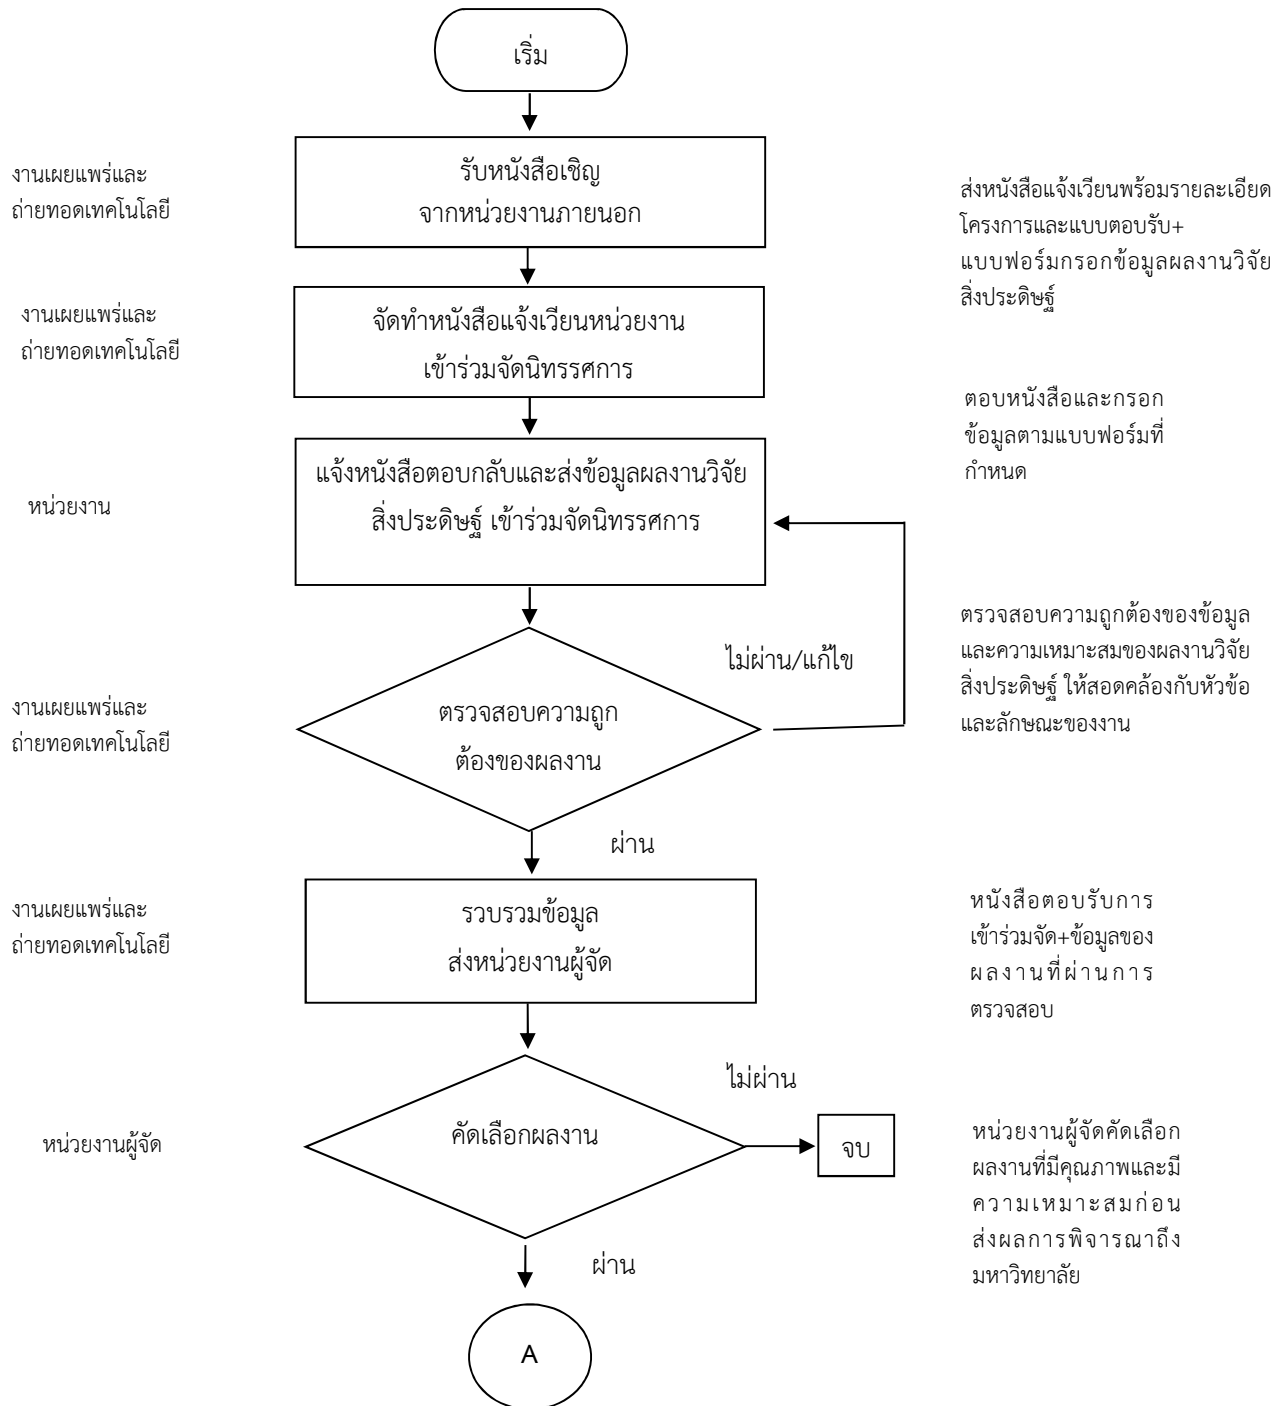 เริ่ม
งานเผยแพร่และ
ถ่ายทอดเทคโนโลยี
รับหนังสือเชิญ
จากหน่วยงานภายนอก
ส่งหนังสือแจ้งเวียนพร้อมรายละเอียด
โครงการและแบบตอบรับ+
แบบฟอร์มกรอกข้อมูลผลงานวิจัย
สิ่งประดิษฐ์
งานเผยแพร่และ
ถ่ายทอดเทคโนโลยี
จัดทำหนังสือแจ้งเวียนหน่วยงาน
เข้าร่วมจัดนิทรรศการ
ตอบหนังสือและกรอก
ข้อมูลตามแบบฟอร์มที่
กำหนด
หน่วยงาน
แจ้งหนังสือตอบกลับและส่งข้อมูลผลงานวิจัย
สิ่งประดิษฐ์ เข้าร่วมจัดนิทรรศการ
ไม่ผ่าน/แก้ไข
ตรวจสอบความถูกต้องของข้อมูล
และความเหมาะสมของผลงานวิจัย
สิ่งประดิษฐ์ ให้สอดคล้องกับหัวข้อ
และลักษณะของงาน
งานเผยแพร่และ
ถ่ายทอดเทคโนโลยี
ตรวจสอบความถูก
ต้องของผลงาน
ผ่าน
งานเผยแพร่และ
ถ่ายทอดเทคโนโลยี
รวบรวมข้อมูล
ส่งหน่วยงานผู้จัด
หนังสือตอบรับการ
เข้าร่วมจัด+ข้อมูลของ
ผลงานที่ผ่านการ
ตรวจสอบ
หน่วยงานผู้จัด
คัดเลือกผลงาน
ไม่ผ่าน
จบ
หน่วยงานผู้จัดคัดเลือก
ผลงานที่มีคุณภาพและมี
ความเหมาะสมก่อน
ส่งผลการพิจารณาถึง
มหาวิทยาลัย
ผ่าน
A